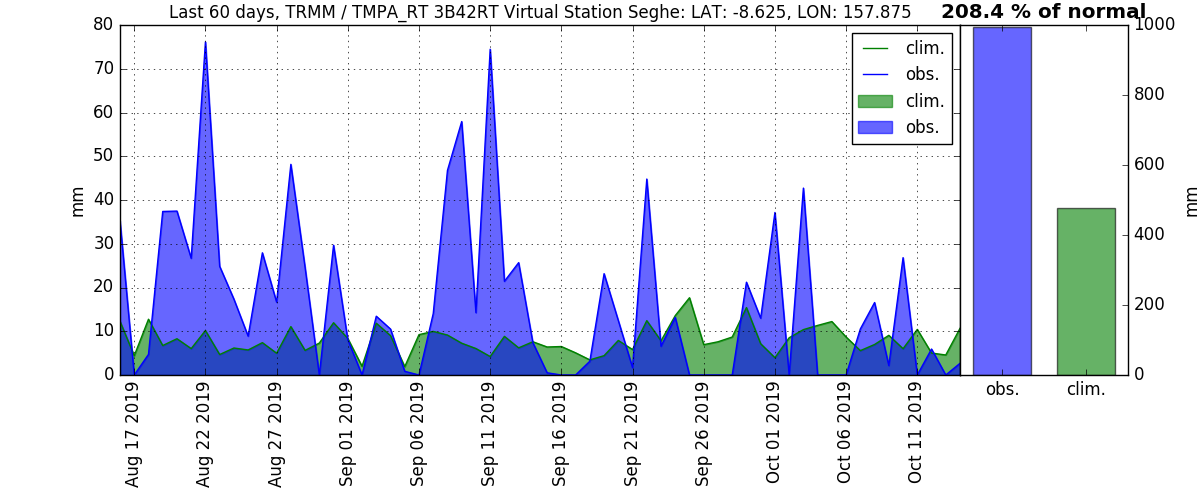 Last 60 days, TRMM / TMPA_RT 3B42RT Virtual Station Seghe: LAT: -8.625, LON: 157.875
208.4 % of normal
80
70
60
50
40
30
20
10
0
mm
clim.
obs.
clim.
obs.
Aug 17 2019
Aug 22 2019
Aug 27 2019
Sep 01 2019
Sep 06 2019
Sep 11 2019
Sep 16 2019
Sep 21 2019
Sep 26 2019
Oct 01 2019
Oct 06 2019
Oct 11 2019
1000
800
600
400
200
0
mm
obs.
clim.